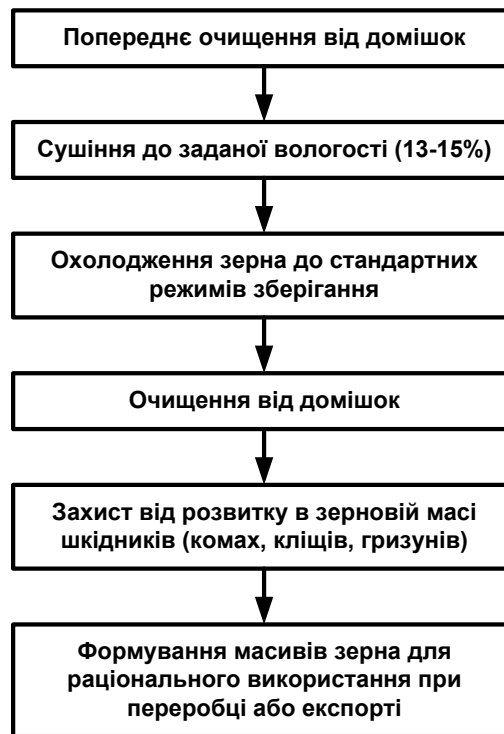 Попереднє очищення від домішок
Сушіння до заданої вологості (13-15%)
Охолодження зерна до стандартних
режимів зберігання
Очищення від домішок
Захист від розвитку в зерновій масі
шкідників (комах, кліщів, гризунів)
Формування масивів зерна для
раціонального використання при
переробці або експорті